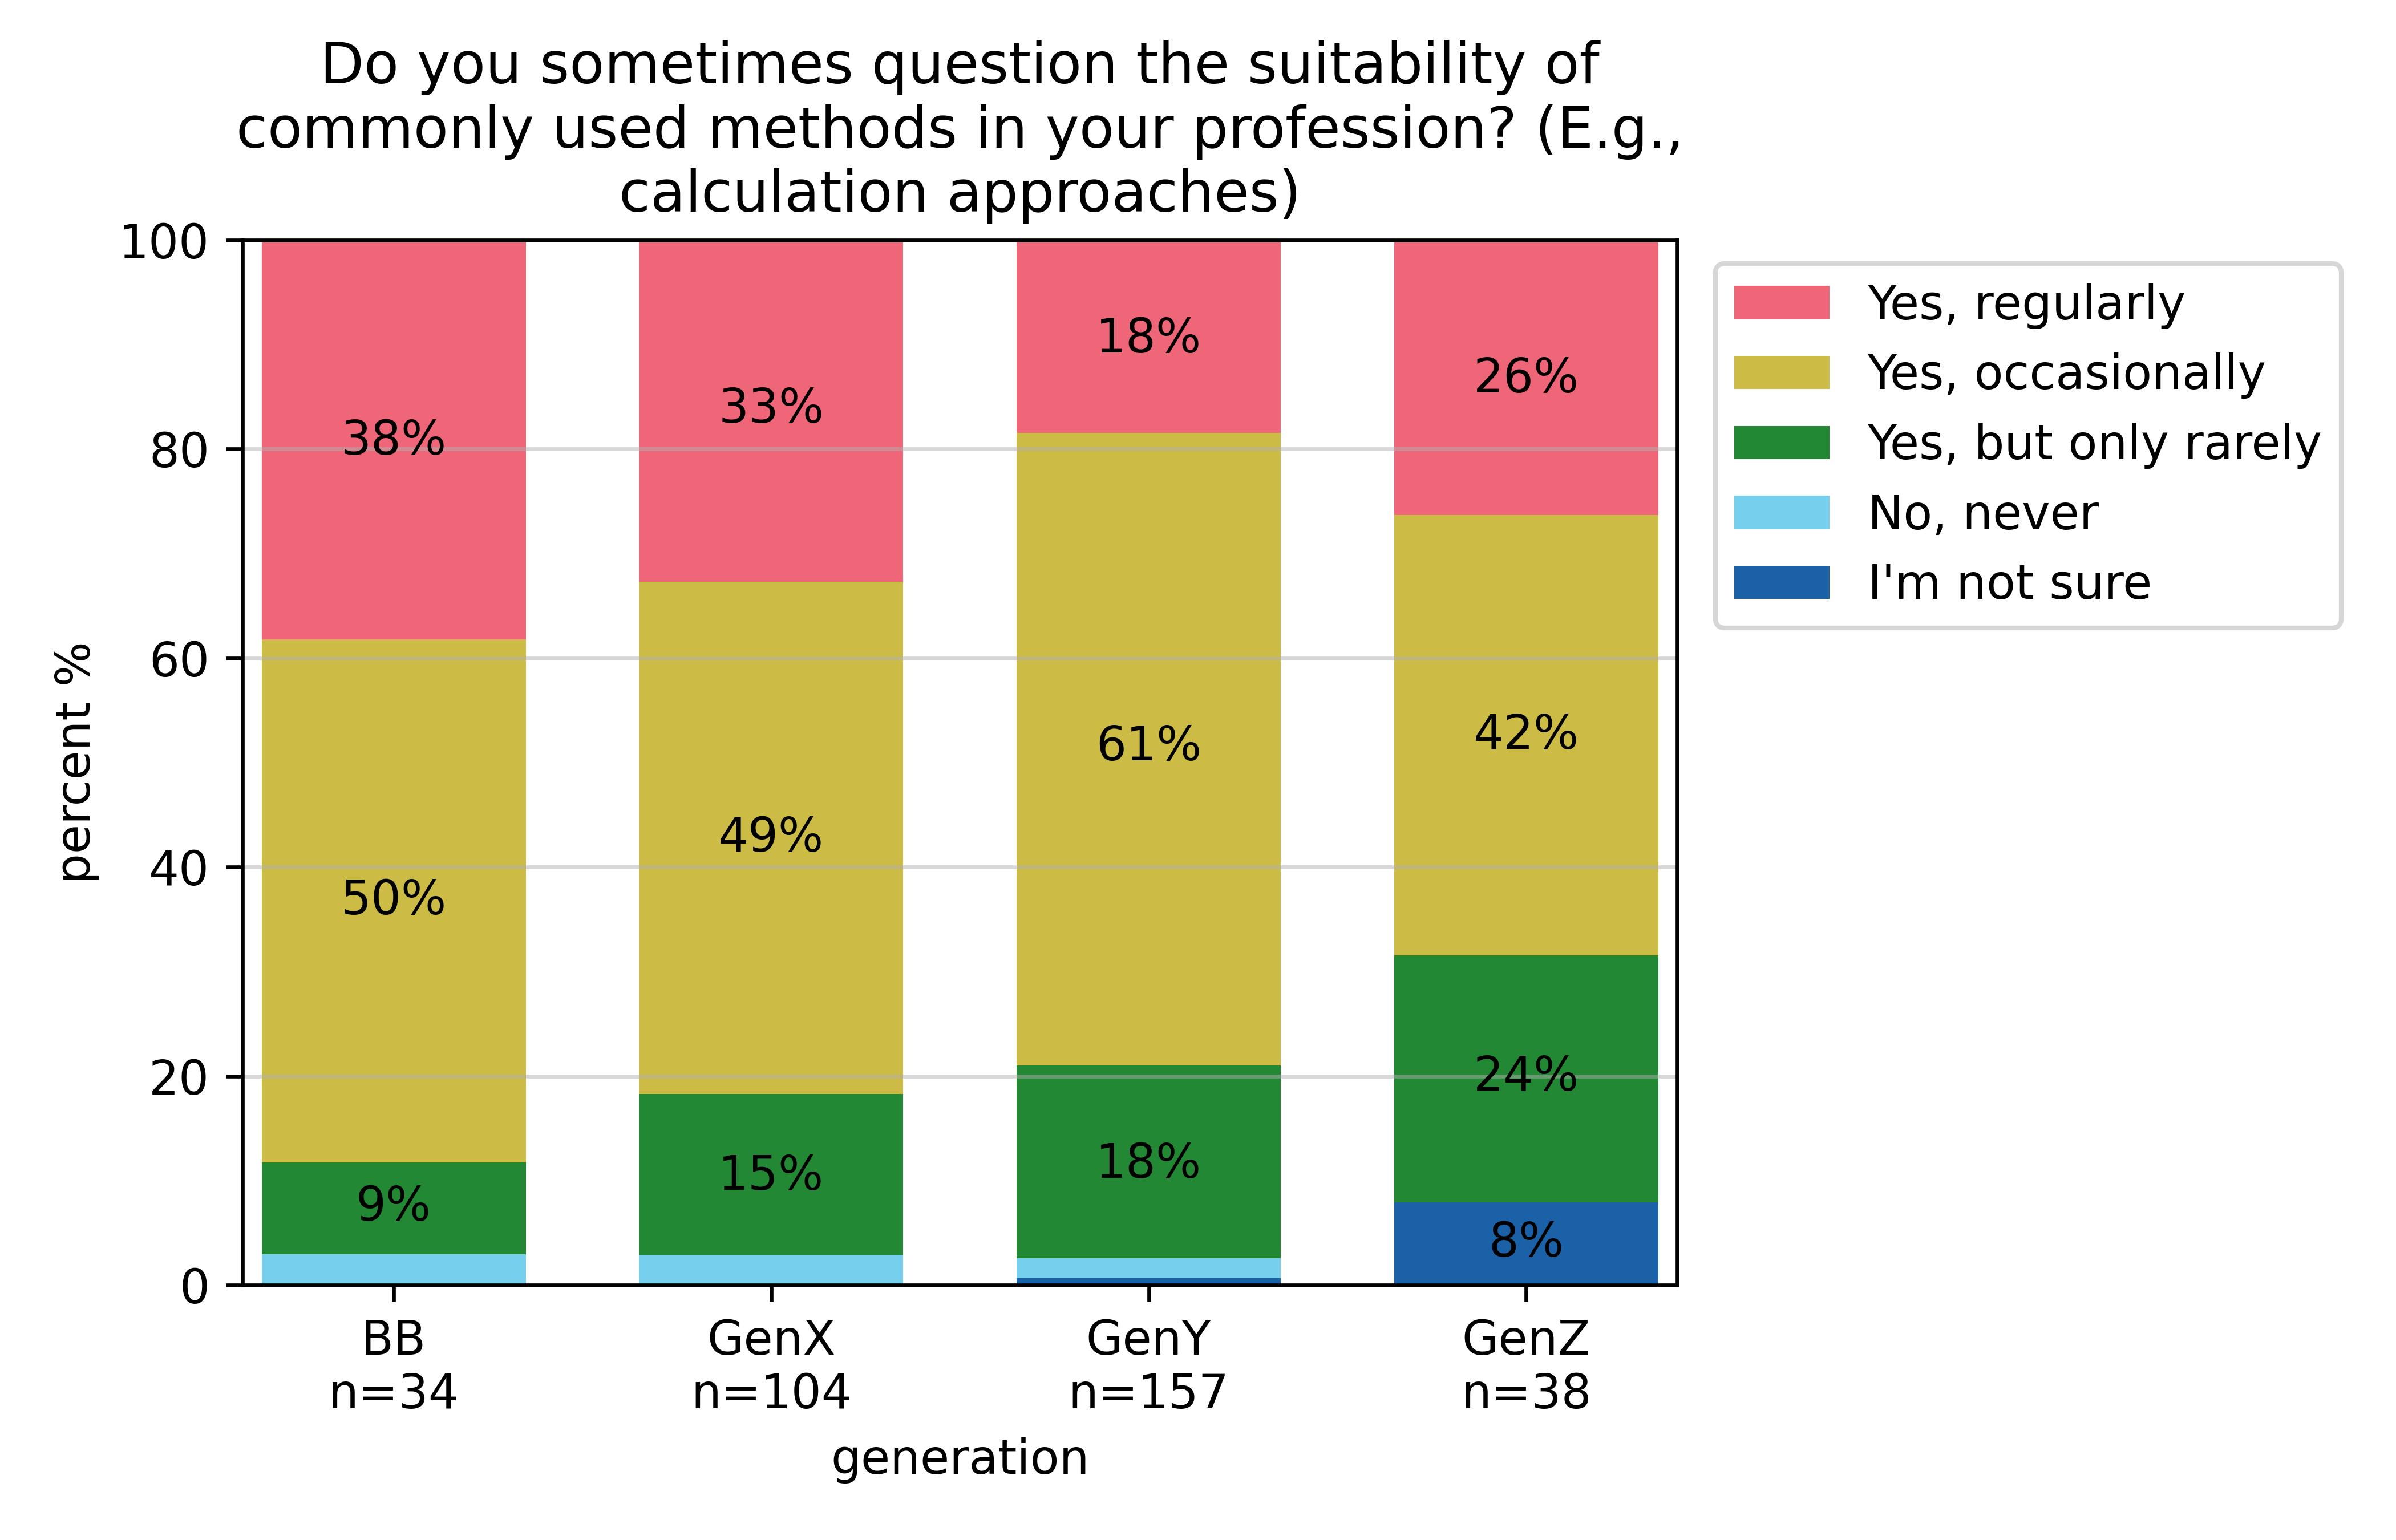 Do you sometimes question the suitability of
commonly used methods in your profession? (E.g.,
calculation approaches)
100
80
60
40
20
0
percent %
38%
50%
9%
33%
49%
15%
18%
61%
18%
26%
42%
24%
8%
BB
n=34
GenX
n=104
GenY
n=157
GenZ
n=38
generation
Yes, regularly
Yes, occasionally
Yes, but only rarely
No, never
I'm not sure